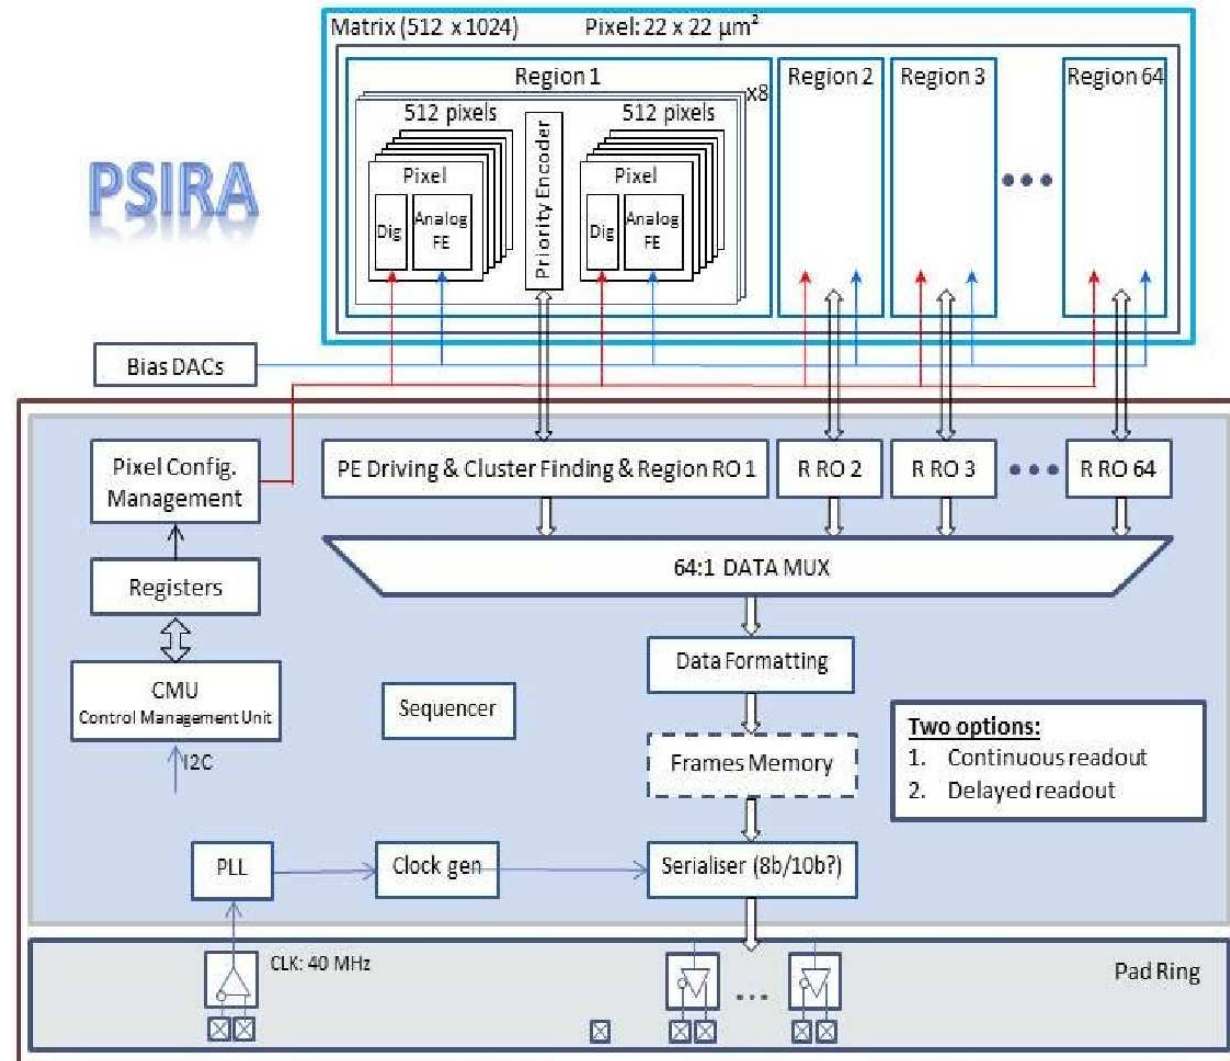 Matrix (512 x 1024) Pixel: 22 x 22 µm²
Region 1 Region 2 Region 3 Region 64
x8
512 pixels 512 pixels
Priority Encoder
Pixel Pixel
Dig Analog FE Dig Analog FE
PSIRA
Bias DACs
Pixel Config.
Management
PE Driving & Cluster Finding & Region RO 1 R RO 2 R RO 3 R RO 64
64:1 DATA MUX
Registers
Data Formatting
CMU
Control Management Unit
Sequencer
I2C
Frames Memory
Two options:
1. Continuous readout
2. Delayed readout
PLL
Clock gen
Serialiser (8b/10b?)
CLK: 40 MHz
Pad Ring